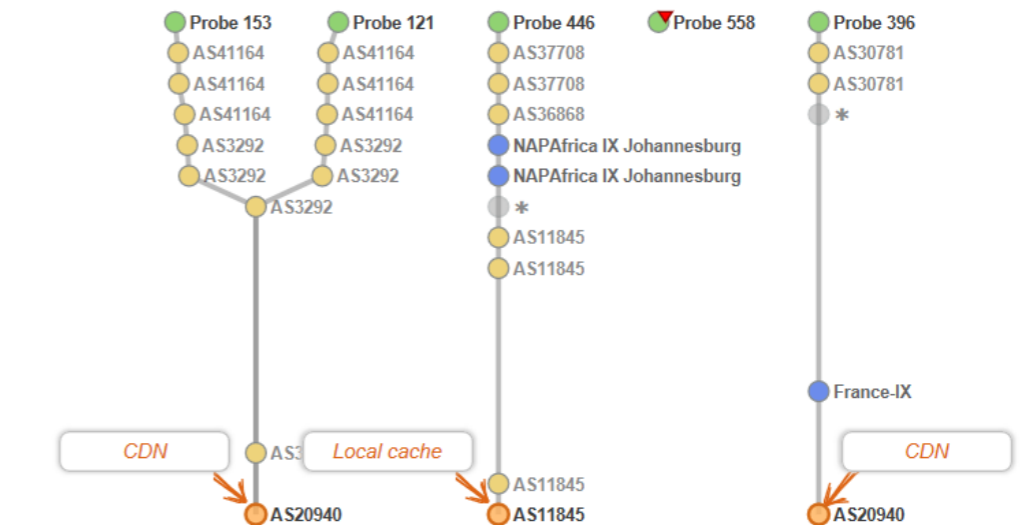 Probe 153 Probe 121 Probe 446 Probe 558 Probe 396
AS41164 AS41164 AS37708 AS30781
AS41164 AS41164 AS37708 AS30781
AS41164 AS41164 AS36868 *
AS3292 AS3292 NAPAfrica IX Johannesburg
AS3292 AS3292 NAPAfrica IX Johannesburg
AS3292 *
AS11845
AS11845
France-IX
CDN AS3 Local cache CDN
AS11845
AS20940 AS11845 AS20940